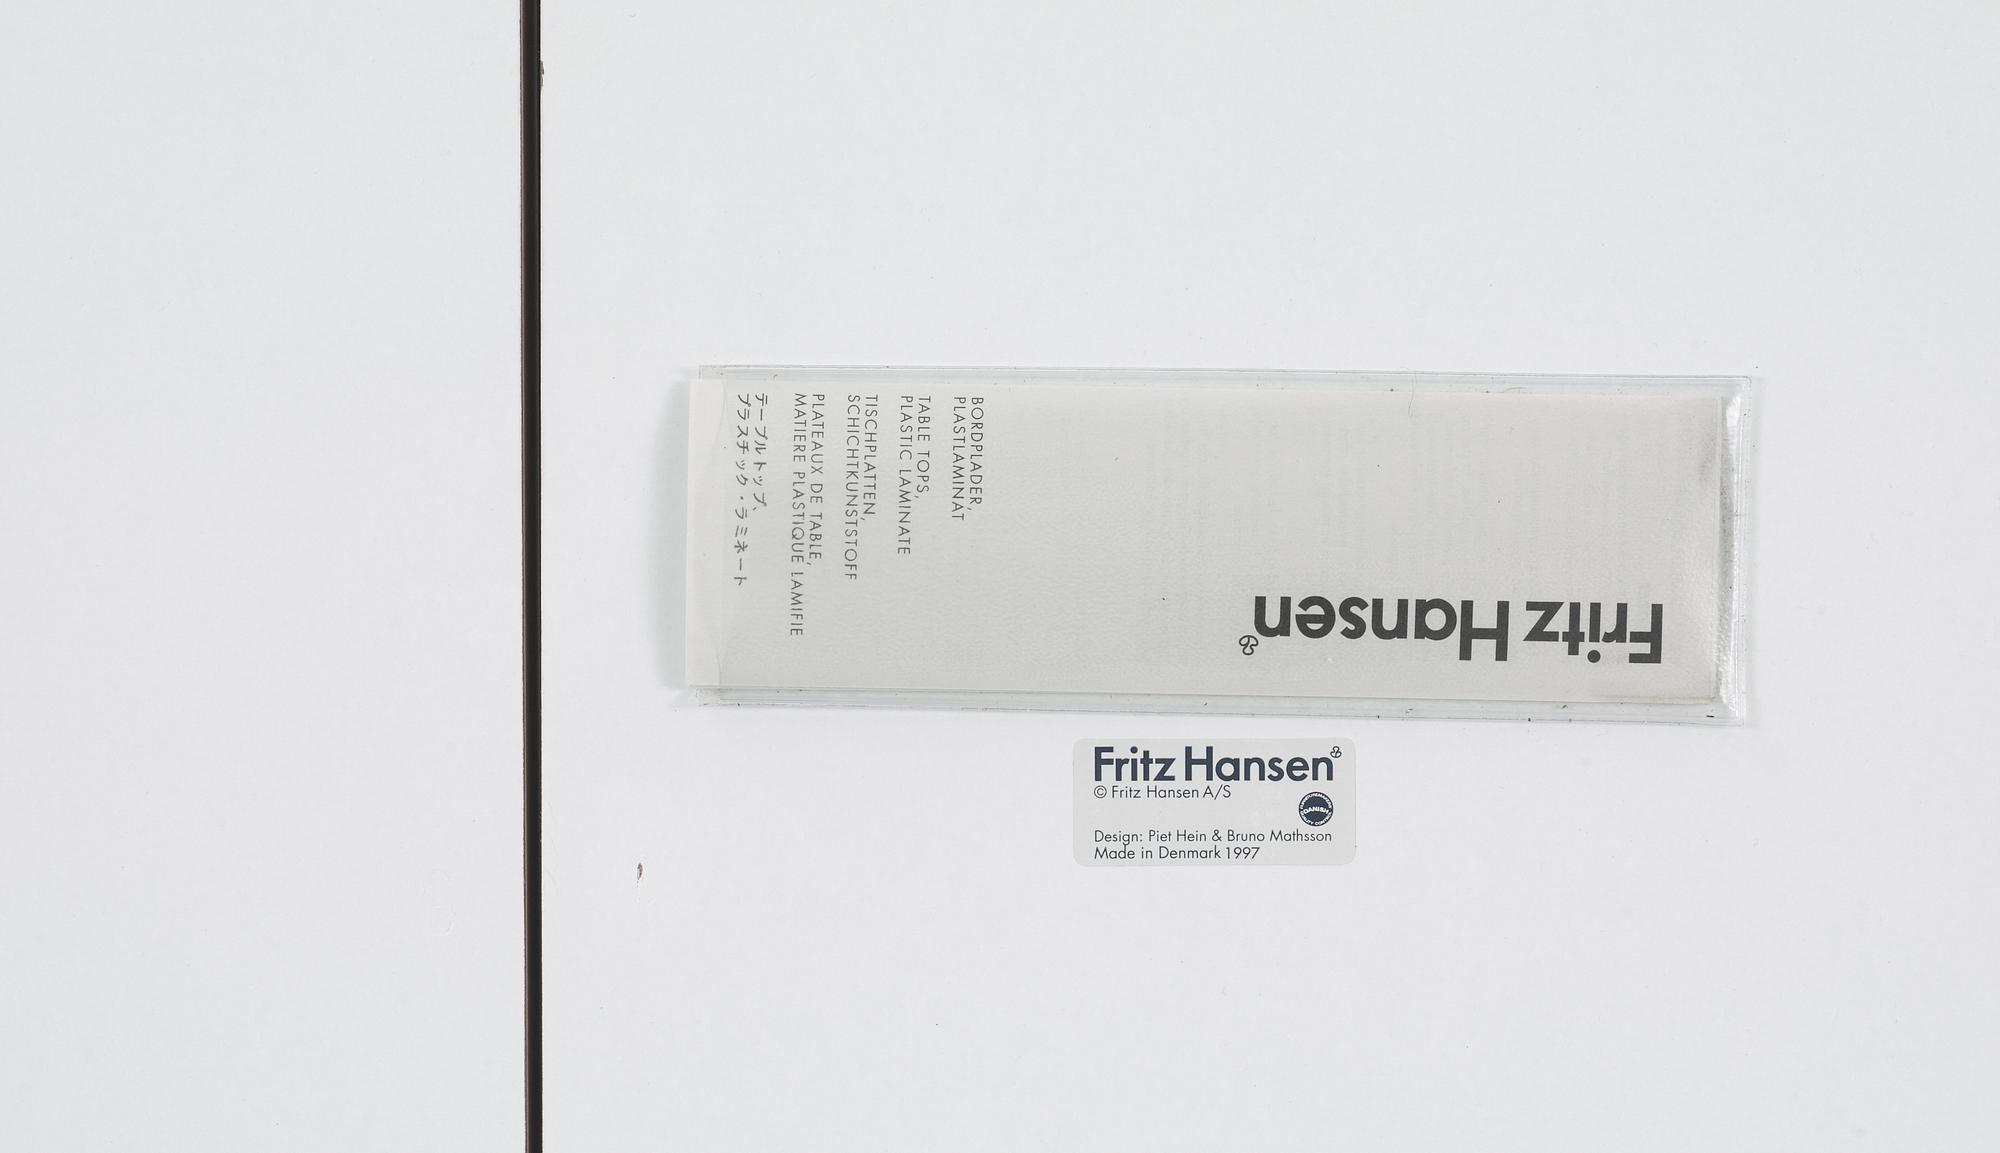 Fritz Hansen
BORDPLADER,
PLASTLAMINAT
TABLE TOPS,
PLASTIC LAMINATE
TISCHPLATTEN,
SCHICHTKUNSTSTOFF
PLATEAUX DE TABLE,
MATIERE PLASTIQUE LAMIFIE
テーブルトップ、
プラスチック・ラミネート
Fritz Hansen
© Fritz Hansen A/S
DANISH
Design: Piet Hein & Bruno Mathsson
Made in Denmark 1997